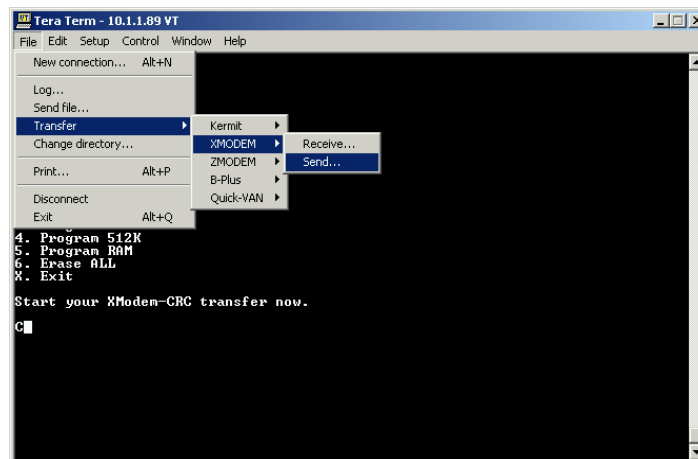 Tera Term - 10.1.1.89 VT
File Edit Setup Control Window Help
New connection... Alt+N
Log...
Send file...
Transfer
Change directory...
Print... Alt+P
Disconnect
Exit Alt+Q
Kermit
XMODEM
ZMODEM
B-Plus
Quick-VAN
Receive...
Send...
4. Program 512K
5. Program RAM
6. Erase ALL
X. Exit
Start your XModem-CRC transfer now.
C